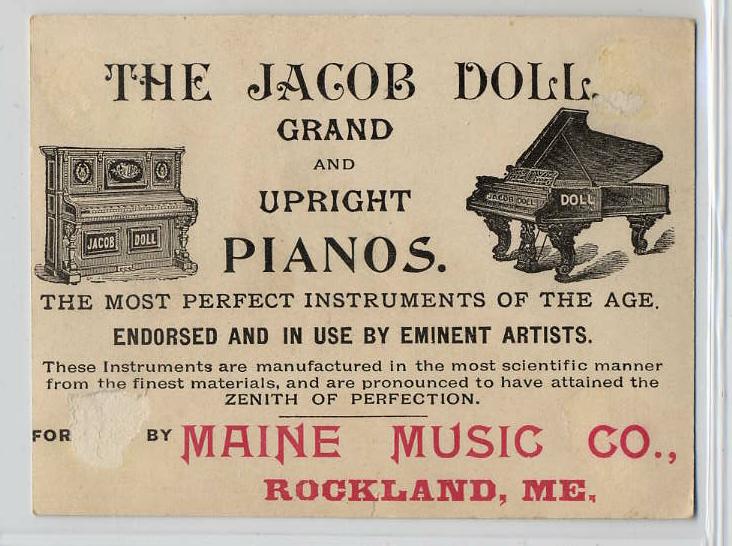 THE JACOB DOLL
GRAND
AND
UPRIGHT
PIANOS.
JACOB DOLL
JACOB DOLL
DOLL
THE MOST PERFECT INSTRUMENTS OF THE AGE.
ENDORSED AND IN USE BY EMINENT ARTISTS.
These Instruments are manufactured in the most scientific manner
from the finest materials, and are pronounced to have attained the
ZENITH OF PERFECTION.
FOR BY MAINE MUSIC CO.,
ROCKLAND, ME.